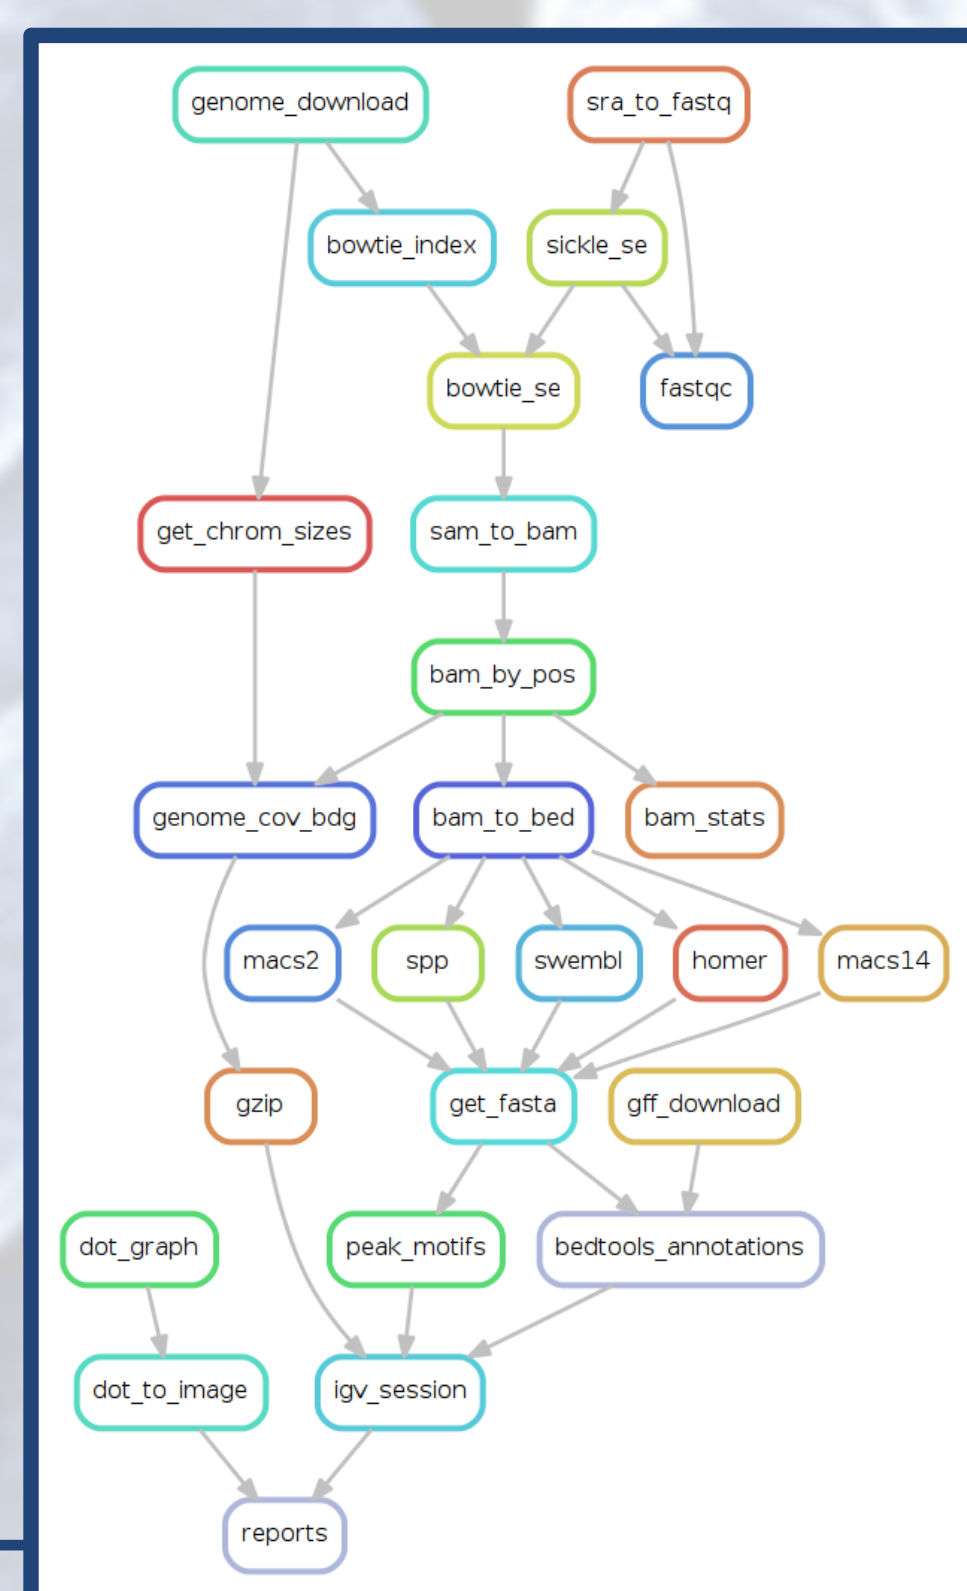 genome_download
sra_to_fastq
bowtie_index
sickle_se
bowtie_se
fastqc
get_chrom_sizes
sam_to_bam
bam_by_pos
genome_cov_bdg
bam_to_bed
bam_stats
macs2
spp
swembl
homer
macs14
gzip
get_fasta
gff_download
dot_graph
peak_motifs
bedtools_annotations
dot_to_image
igv_session
reports